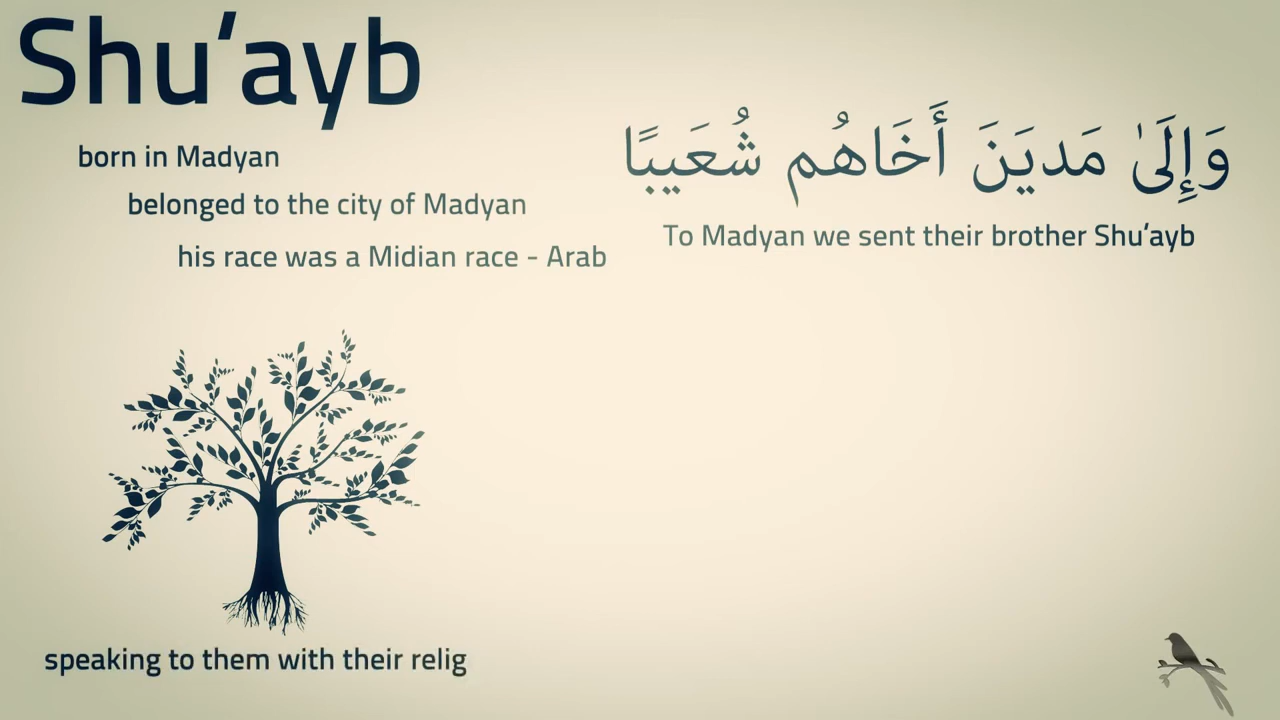 Shu’ayb
born in Madyan
belonged to the city of Madyan
his race was a Midian race - Arab
وَإِلَىٰ مَديَنَ أَخَاهُم شُعَيبًا
To Madyan we sent their brother Shu’ayb
speaking to them with their relig